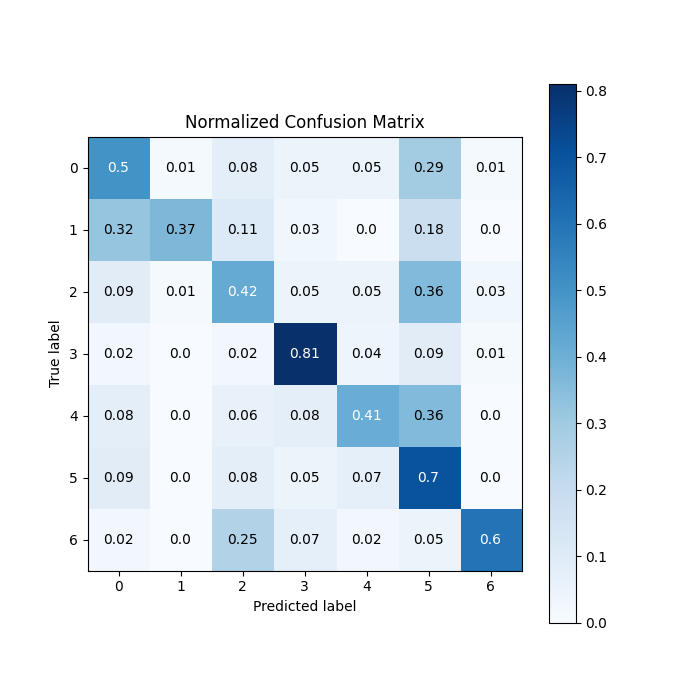 Normalized Confusion Matrix
True label
0 0.5 0.01 0.08 0.05 0.05 0.29 0.01
1 0.32 0.37 0.11 0.03 0.0 0.18 0.0
2 0.09 0.01 0.42 0.05 0.05 0.36 0.03
3 0.02 0.0 0.02 0.81 0.04 0.09 0.01
4 0.08 0.0 0.06 0.08 0.41 0.36 0.0
5 0.09 0.0 0.08 0.05 0.07 0.7 0.0
6 0.02 0.0 0.25 0.07 0.02 0.05 0.6
0 1 2 3 4 5 6
Predicted label
0.8
0.7
0.6
0.5
0.4
0.3
0.2
0.1
0.0